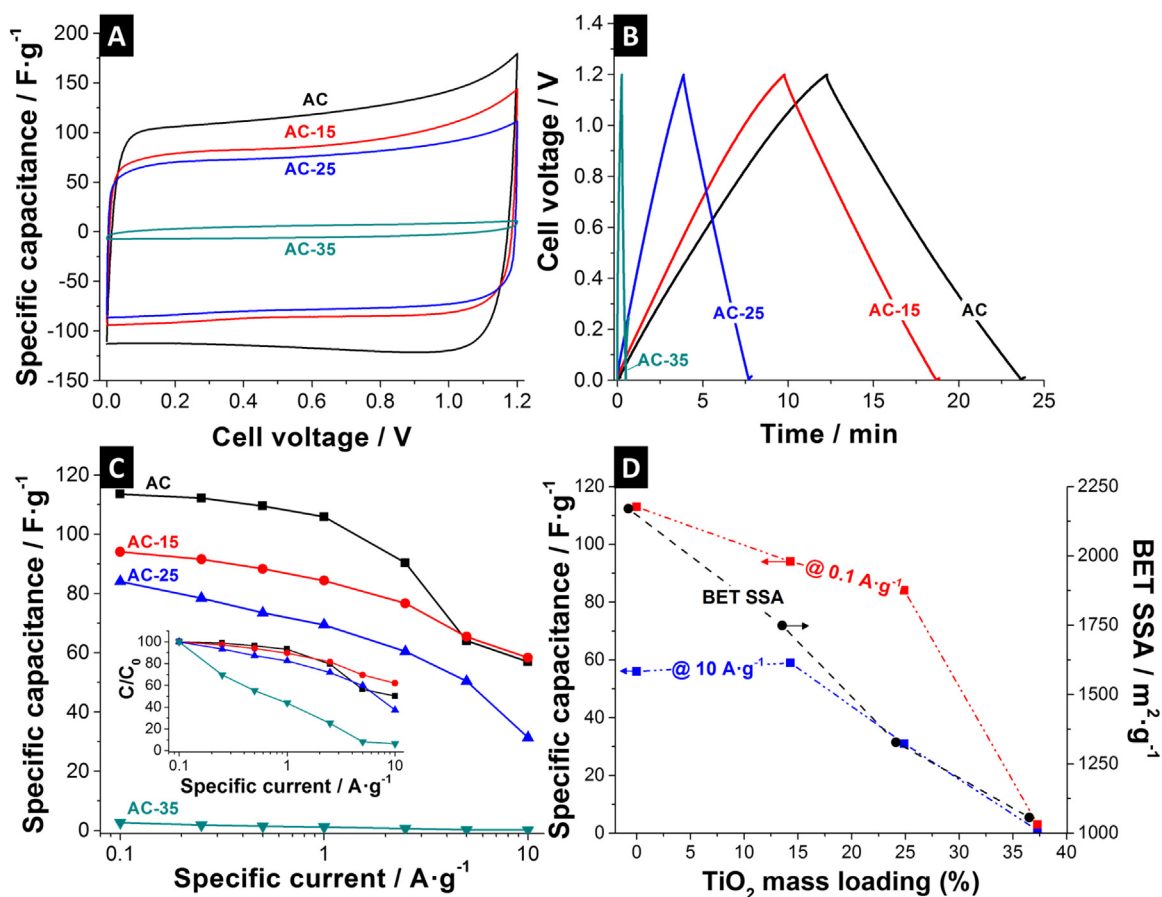 A
Specific capacitance / F·g⁻¹
200
150
100
50
0
-50
-100
-150
AC
AC-15
AC-25
AC-35
0.0 0.2 0.4 0.6 0.8 1.0 1.2
Cell voltage / V
B
Cell voltage / V
1.4
1.2
1.0
0.8
0.6
0.4
0.2
0.0
AC-25
AC-15
AC
AC-35
0 5 10 15 20 25
Time / min
C
Specific capacitance / F·g⁻¹
120
100
80
60
40
20
0
AC
AC-15
AC-25
AC-35
C/C₀
100
80
60
40
20
0
0.1 1 10
Specific current / A·g⁻¹
0.1 1 10
Specific current / A·g⁻¹
D
Specific capacitance / F·g⁻¹
120
110
100
90
80
70
60
50
40
30
20
10
0
@ 0.1 A·g⁻¹
BET SSA
@ 10 A·g⁻¹
2250
2000
1750
1500
1250
1000
BET SSA / m²·g⁻¹
0 5 10 15 20 25 30 35 40
TiO₂ mass loading (%)